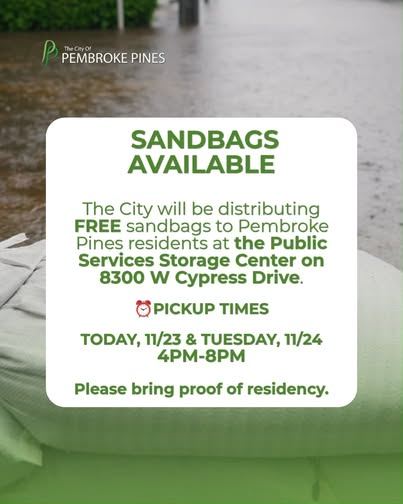 The City Of
PEMBROKE PINES
SANDBAGS
AVAILABLE
The City will be distributing
FREE sandbags to Pembroke
Pines residents at the Public
Services Storage Center on
8300 W Cypress Drive.
⏰PICKUP TIMES
TODAY, 11/23 & TUESDAY, 11/24
4PM-8PM
Please bring proof of residency.